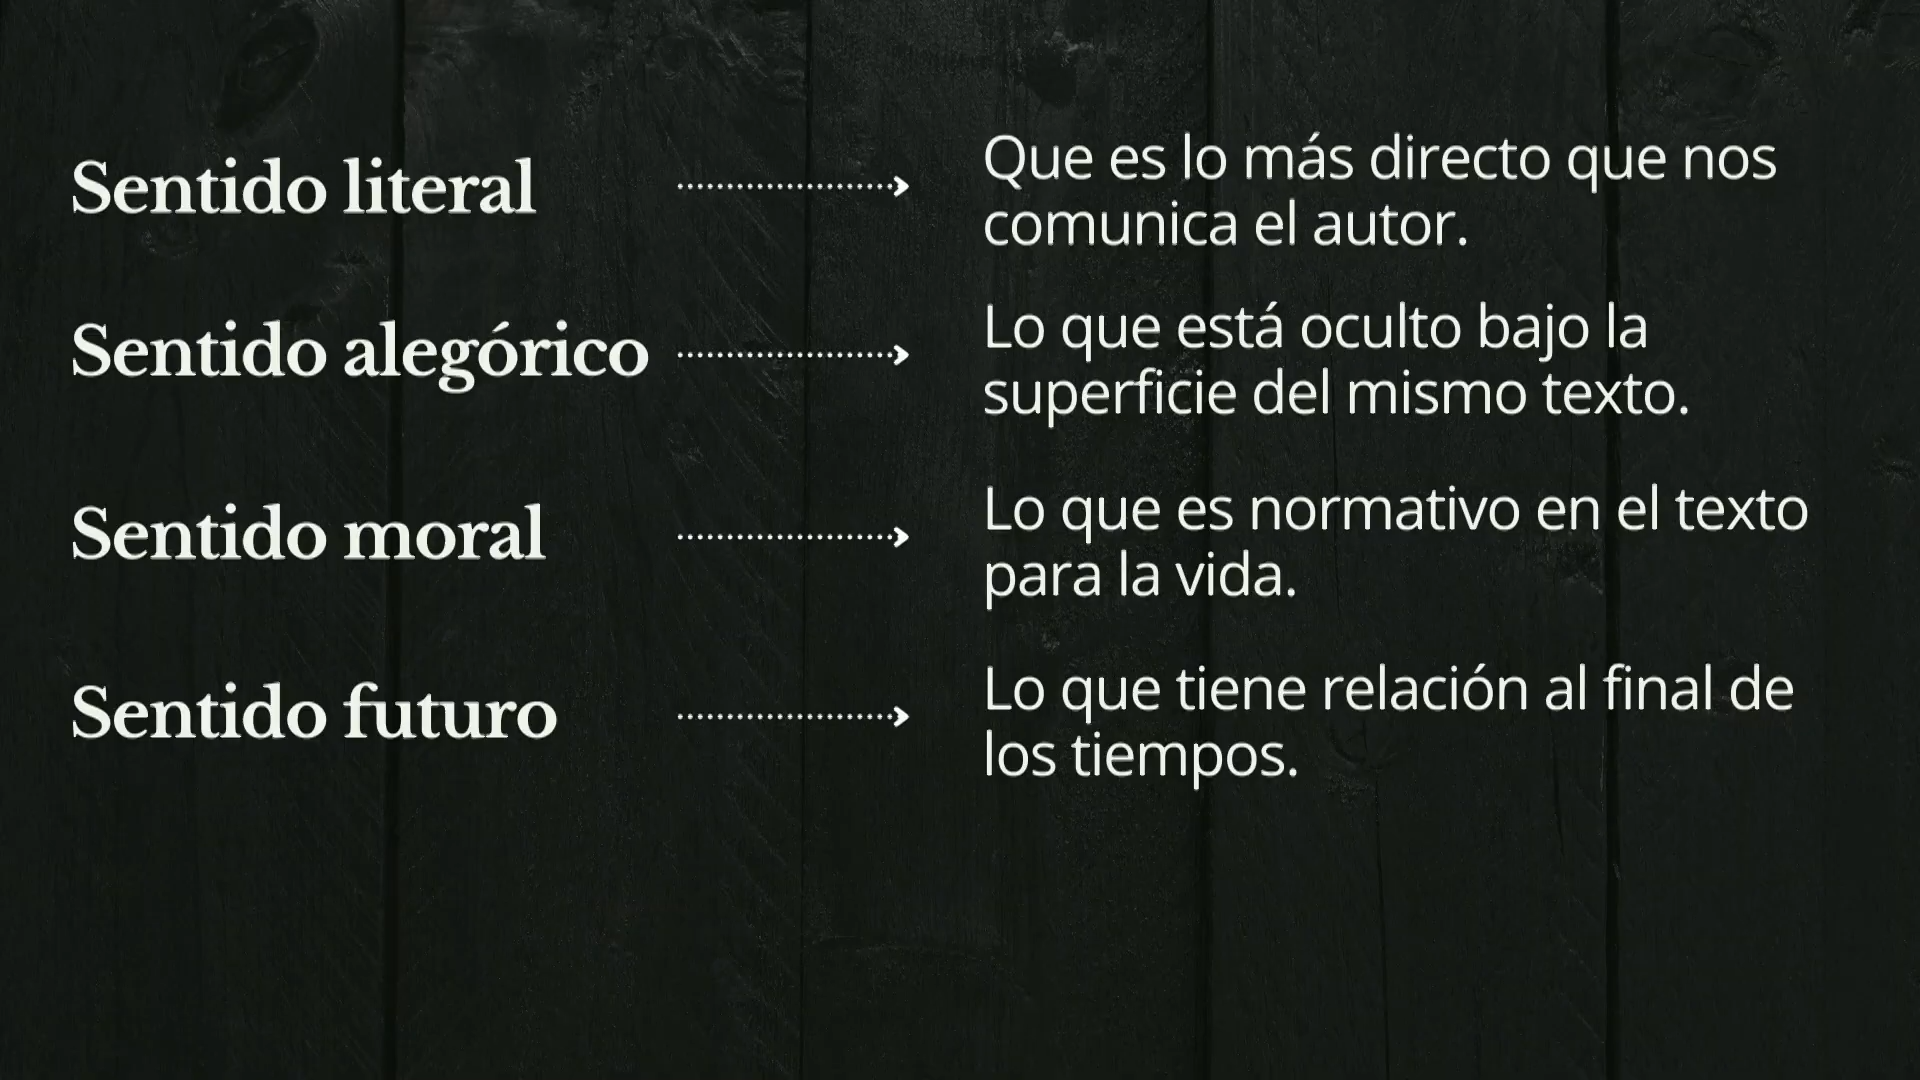 Sentido literal
Que es lo más directo que nos
comunica el autor.
Sentido alegórico
Lo que está oculto bajo la
superficie del mismo texto.
Sentido moral
Lo que es normativo en el texto
para la vida.
Sentido futuro
Lo que tiene relación al final de
los tiempos.